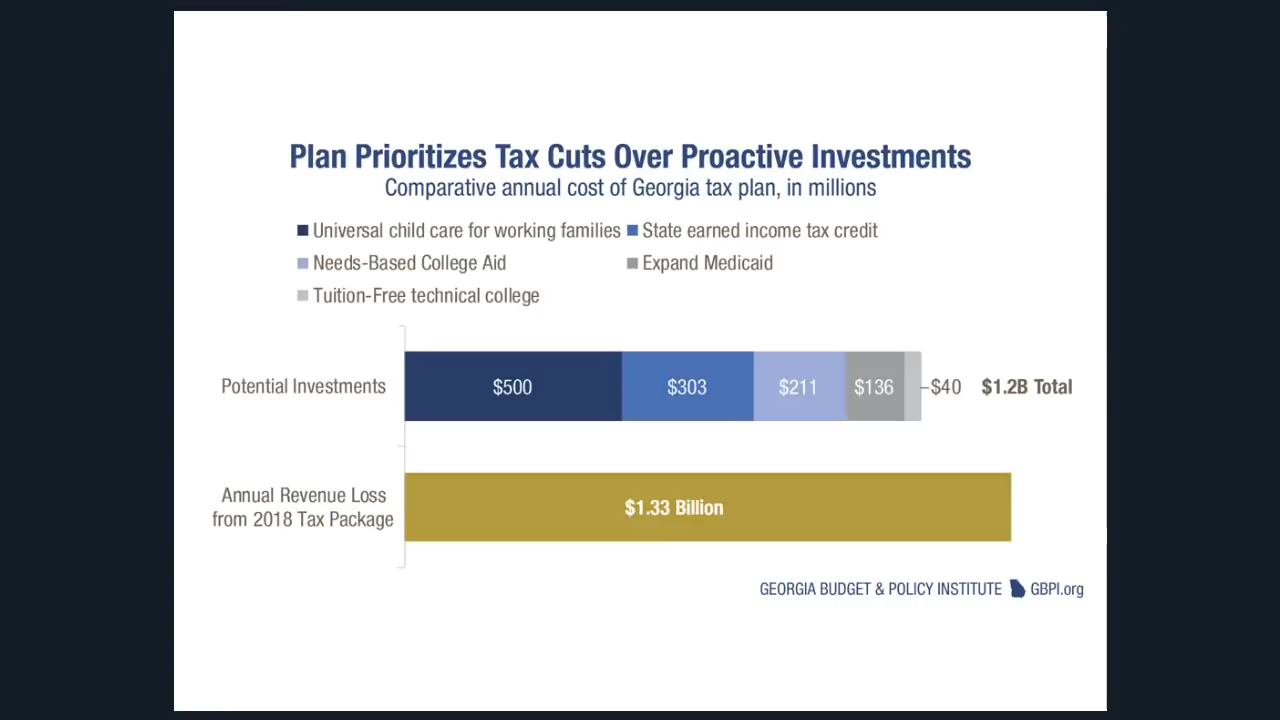 Plan Prioritizes Tax Cuts Over Proactive Investments
Comparative annual cost of Georgia tax plan, in millions
Universal child care for working families State earned income tax credit
Needs-Based College Aid Expand Medicaid
Tuition-Free technical college
Potential Investments $500 $303 $211 $136 $40 $1.2B Total
Annual Revenue Loss
from 2018 Tax Package
$1.33 Billion
GEORGIA BUDGET & POLICY INSTITUTE GBPI.org